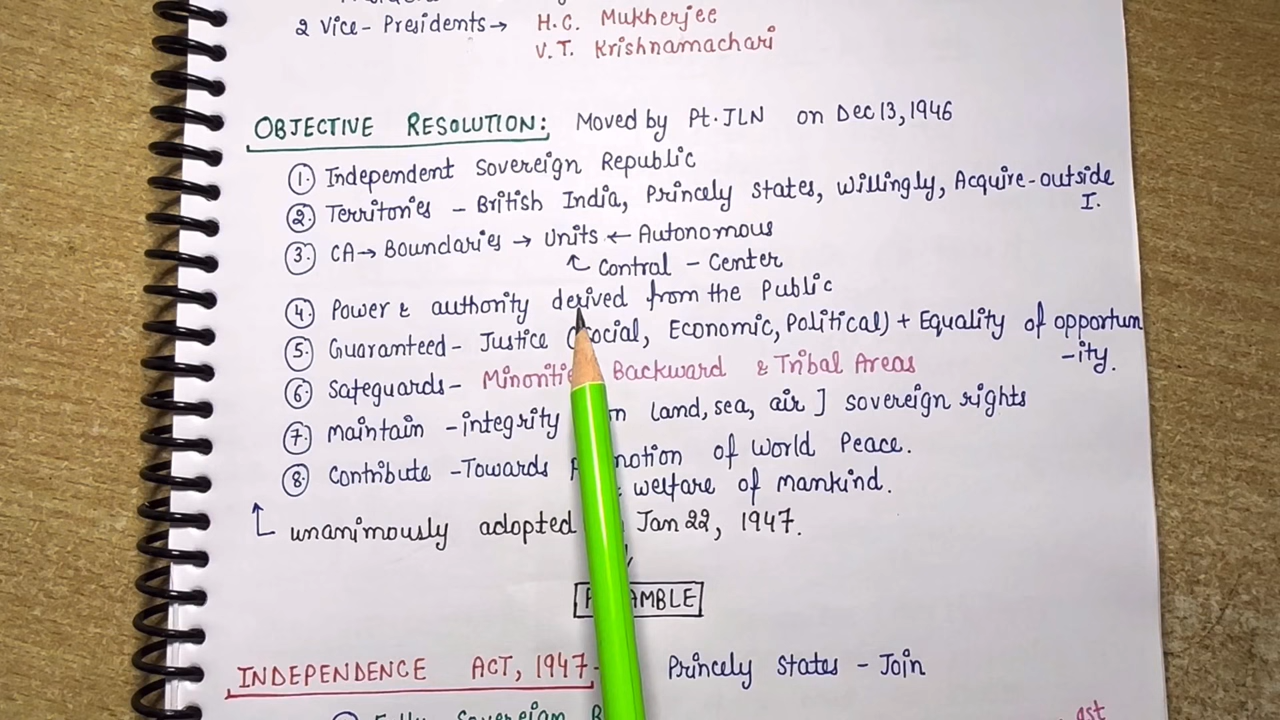 2 Vice- Presidents → H.C. Mukherjee
V.T. Krishnamachari
OBJECTIVE RESOLUTION: Moved by Pt. JLN on Dec 13, 1946
① Independent Sovereign Republic
② Territories - British India, Princely States, Willingly, Acquire-outside
I.
③ CA → Boundaries → Units ← Autonomous
Contral - Center
④ Power & authority derived from the Public
⑤ Guaranteed - Justice (Social, Economic, Political) + Equality of opportun
-ity.
⑥ Safeguards - Backward & Tribal Areas
⑦ Maintain - integrity land, sea, air ] sovereign rights
⑧ Contribute - Towards of World Peace.
welfare of mankind.
unanimously adopted Jan 22, 1947.
INDEPENDENCE ACT, 1947- Princely States - Join